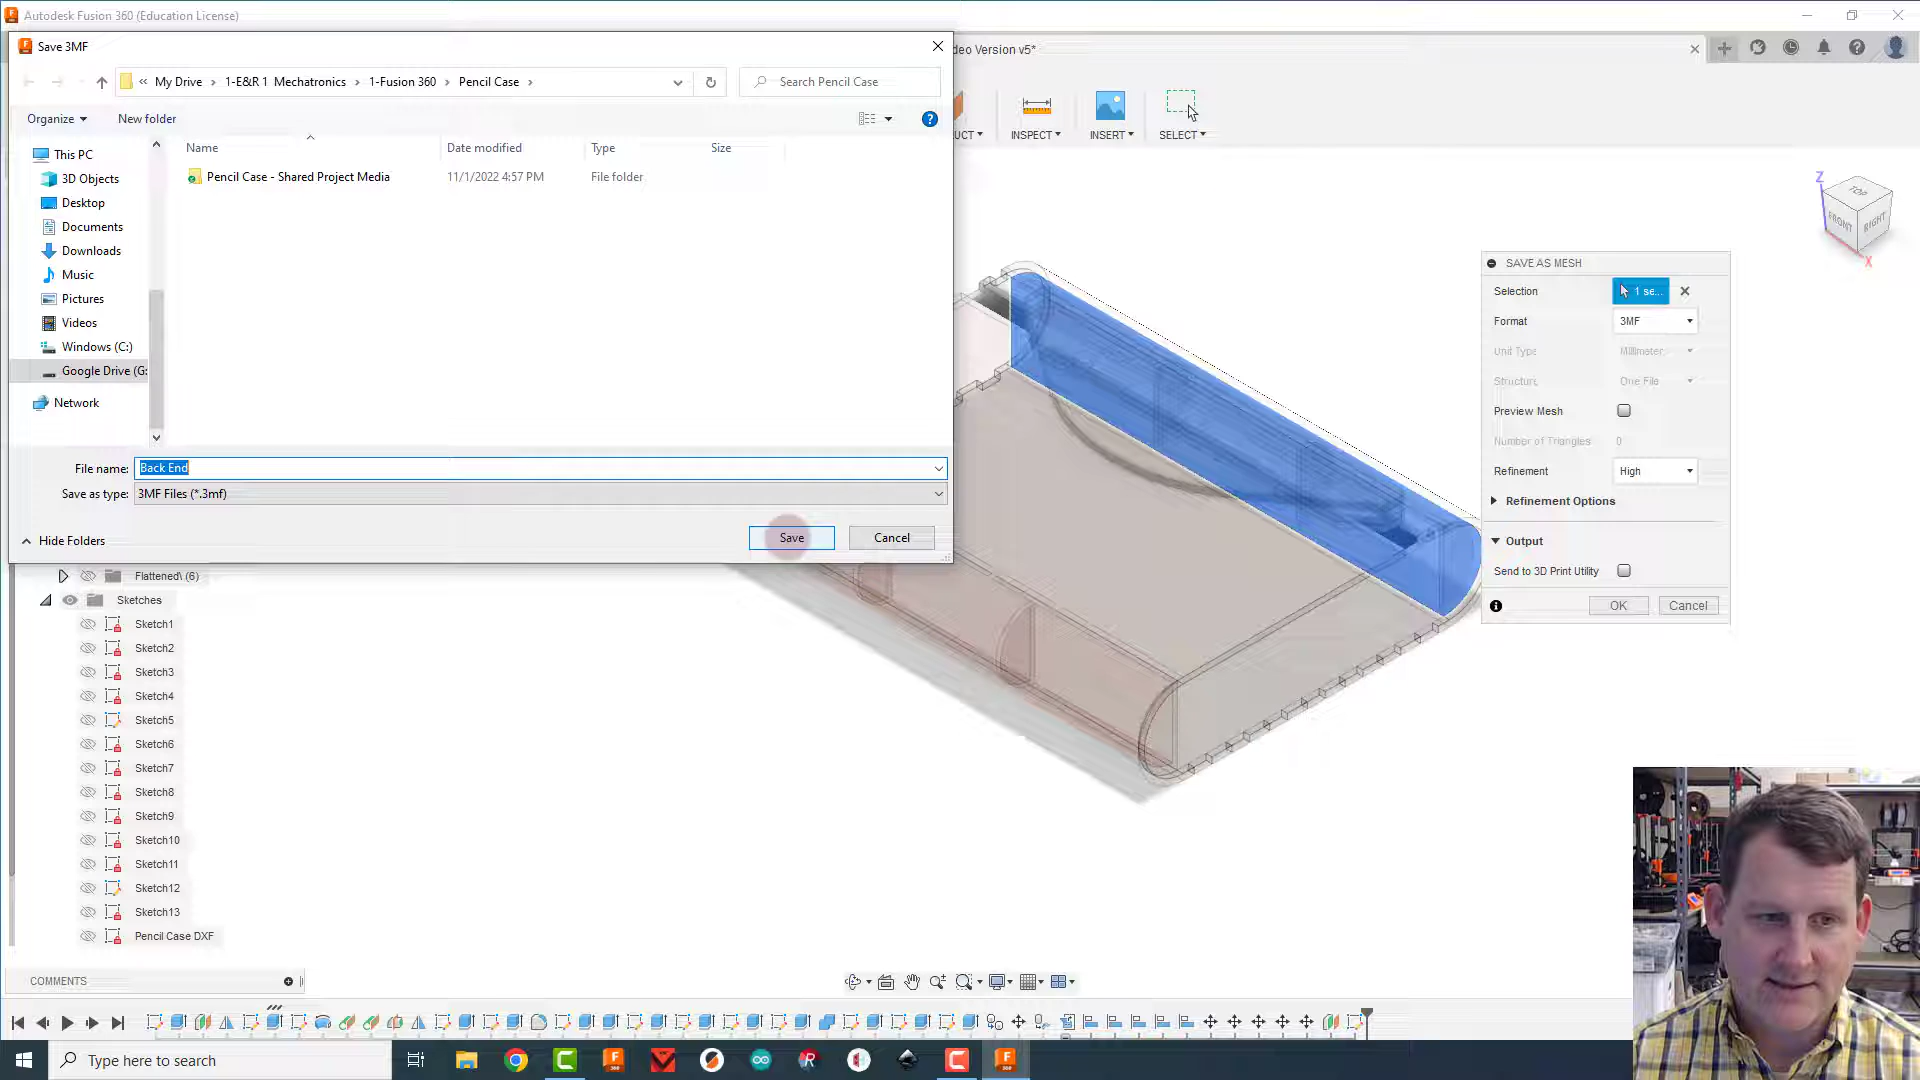 Autodesk Fusion 360 (Education License)
Save 3MF
deo Version v5*
« My Drive › 1-E&R 1 Mechatronics › 1-Fusion 360 › Pencil Case ›
Search Pencil Case
Organize
New folder
UCT
INSPECT
INSERT
SELECT
Name
Date modified
Type
Size
Pencil Case - Shared Project Media
11/1/2022 4:57 PM
File folder
This PC
3D Objects
Desktop
Documents
Downloads
Music
Pictures
Videos
Windows (C:)
Google Drive (G:
Network
File name:
Back End
Save as type:
3MF Files (*.3mf)
Hide Folders
Save
Cancel
Z
TOP
FRONT
RIGHT
X
SAVE AS MESH
Selection
1 se...
Format
3MF
Unit Type
Millimeter
Structure
One File
Preview Mesh
Number of Triangles
0
Refinement
High
Refinement Options
Output
Send to 3D Print Utility
OK
Cancel
Flattened\ (6)
Sketches
Sketch1
Sketch2
Sketch3
Sketch4
Sketch5
Sketch6
Sketch7
Sketch8
Sketch9
Sketch10
Sketch11
Sketch12
Sketch13
Pencil Case DXF
COMMENTS
Type here to search